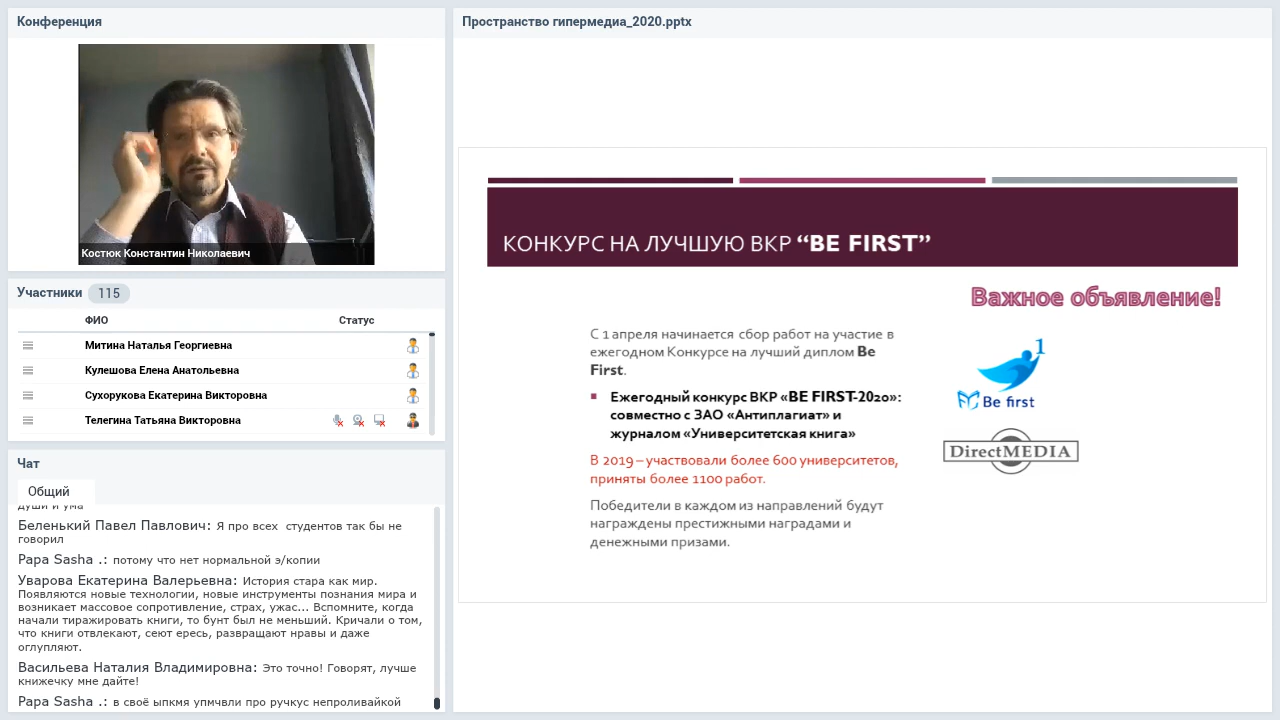 Конференция
Костюк Константин Николаевич
Участники 115
ФИО Статус
Митина Наталья Георгиевна
Кулешова Елена Анатольевна
Сухорукова Екатерина Викторовна
Телегина Татьяна Викторовна
Чат
Общий
души и ума
Беленький Павел Павлович: Я про всех студентов так бы не
говорил
Papa Sasha .: потому что нет нормальной э/копии
Уварова Екатерина Валерьевна: История стара как мир.
Появляются новые технологии, новые инструменты познания мира и
возникает массовое сопротивление, страх, ужас... Вспомните, когда
начали тиражировать книги, то бунт был не меньший. Кричали о том,
что книги отвлекают, сеют ересь, развращают нравы и даже
оглупляют.
Васильева Наталия Владимировна: Это точно! Говорят, лучше
книжечку мне дайте!
Papa Sasha .: в своё ыпкмя упмчвли про ручкус непроливайкой
Пространство гипермедиа_2020.pptx
КОНКУРС НА ЛУЧШУЮ ВКР “BE FIRST”
Важное объявление!
С 1 апреля начинается сбор работ на участие в
ежегодном Конкурсе на лучший диплом Be
First.
Ежегодный конкурс ВКР «BE FIRST-2020»:
совместно с ЗАО «Антиплагиат» и
журналом «Университетская книга»
В 2019 – участвовали более 600 университетов,
приняты более 1100 работ.
Победители в каждом из направлений будут
награждены престижными наградами и
денежными призами.
1
Be first
DirectMEDIA